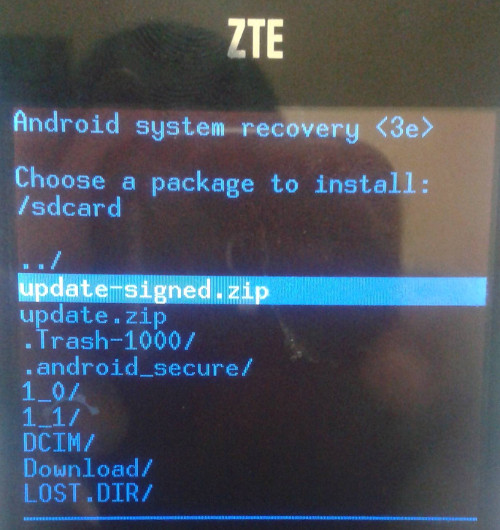 ZTE
Android system recovery <3e>
Choose a package to install:
/sdcard
../
update-signed.zip
update.zip
.Trash-1000/
.android_secure/
1_0/
1_1/
DCIM/
Download/
LOST.DIR/